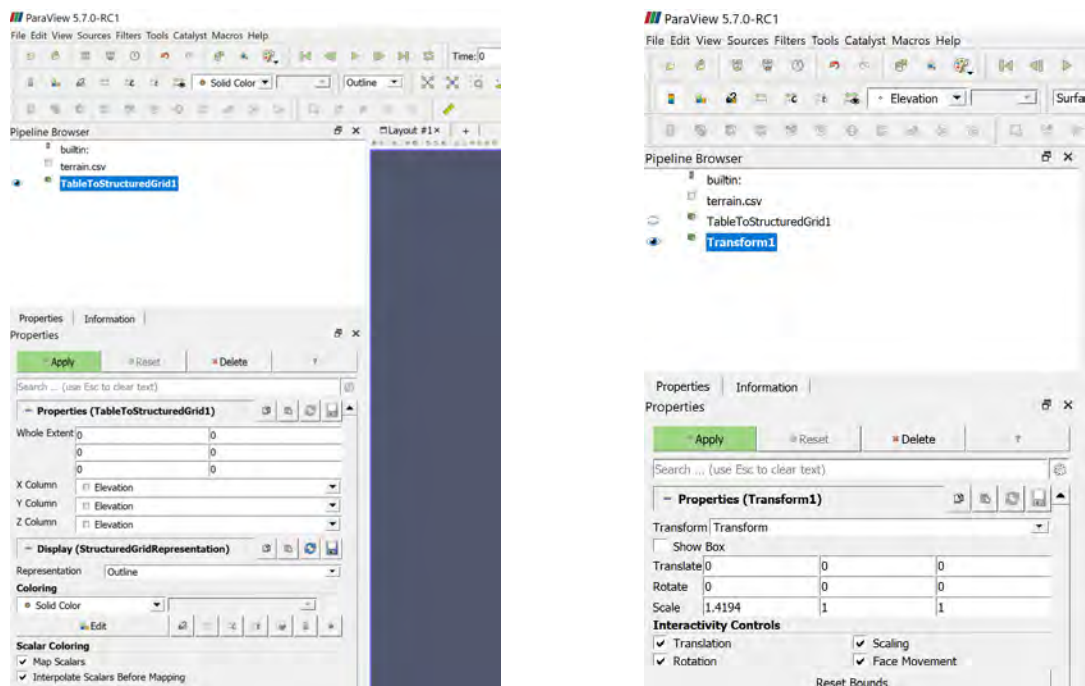 ParaView 5.7.0-RC1
File Edit View Sources Filters Tools Catalyst Macros Help
Time: 0
Solid Color
Outline
Pipeline Browser
Layout #1
builtin:
terrain.csv
TableToStructuredGrid1
Properties Information
Properties
Apply Reset Delete ?
Search ... (use Esc to clear text)
Properties (TableToStructuredGrid1)
Whole Extent 0 0
0 0
0 0
X Column Elevation
Y Column Elevation
Z Column Elevation
Display (StructuredGridRepresentation)
Representation Outline
Coloring
Solid Color
Edit
Scalar Coloring
Map Scalars
Interpolate Scalars Before Mapping
ParaView 5.7.0-RC1
File Edit View Sources Filters Tools Catalyst Macros Help
Elevation
Surfa
Pipeline Browser
builtin:
terrain.csv
TableToStructuredGrid1
Transform1
Properties Information
Properties
Apply Reset Delete ?
Search ... (use Esc to clear text)
Properties (Transform1)
Transform Transform
Show Box
Translate 0 0 0
Rotate 0 0 0
Scale 1.4194 1 1
Interactivity Controls
Translation Scaling
Rotation Face Movement
Reset Bounds